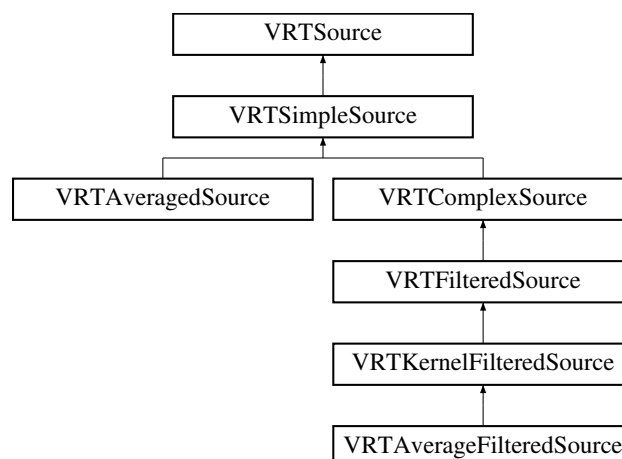 VRTSource
VRTSimpleSource
VRTAveragedSource
VRTComplexSource
VRTFilteredSource
VRTKernelFilteredSource
VRTAverageFilteredSource